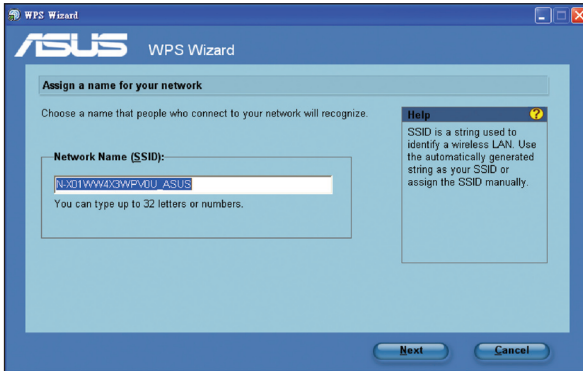 WPS Wizard
ASUS WPS Wizard
Assign a name for your network
Choose a name that people who connect to your network will recognize.
Network Name (SSID):
N-X01WW4X3WPV0U_ASUS
You can type up to 32 letters or numbers.
Help ?
SSID is a string used to
identify a wireless LAN. Use
the automatically generated
string as your SSID or
assign the SSID manually.
Next Cancel